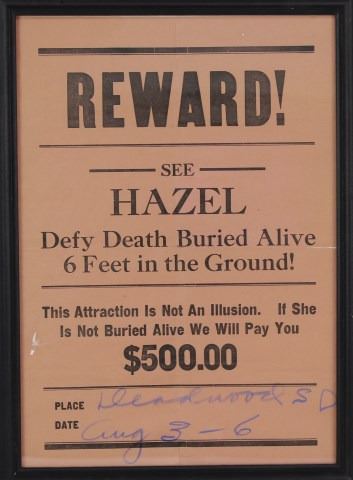 REWARD!
SEE
HAZEL
Defy Death Buried Alive
6 Feet in the Ground!
This Attraction Is Not An Illusion. If She
Is Not Buried Alive We Will Pay You
$500.00
PLACE Deadwood S D
DATE Aug 3-6